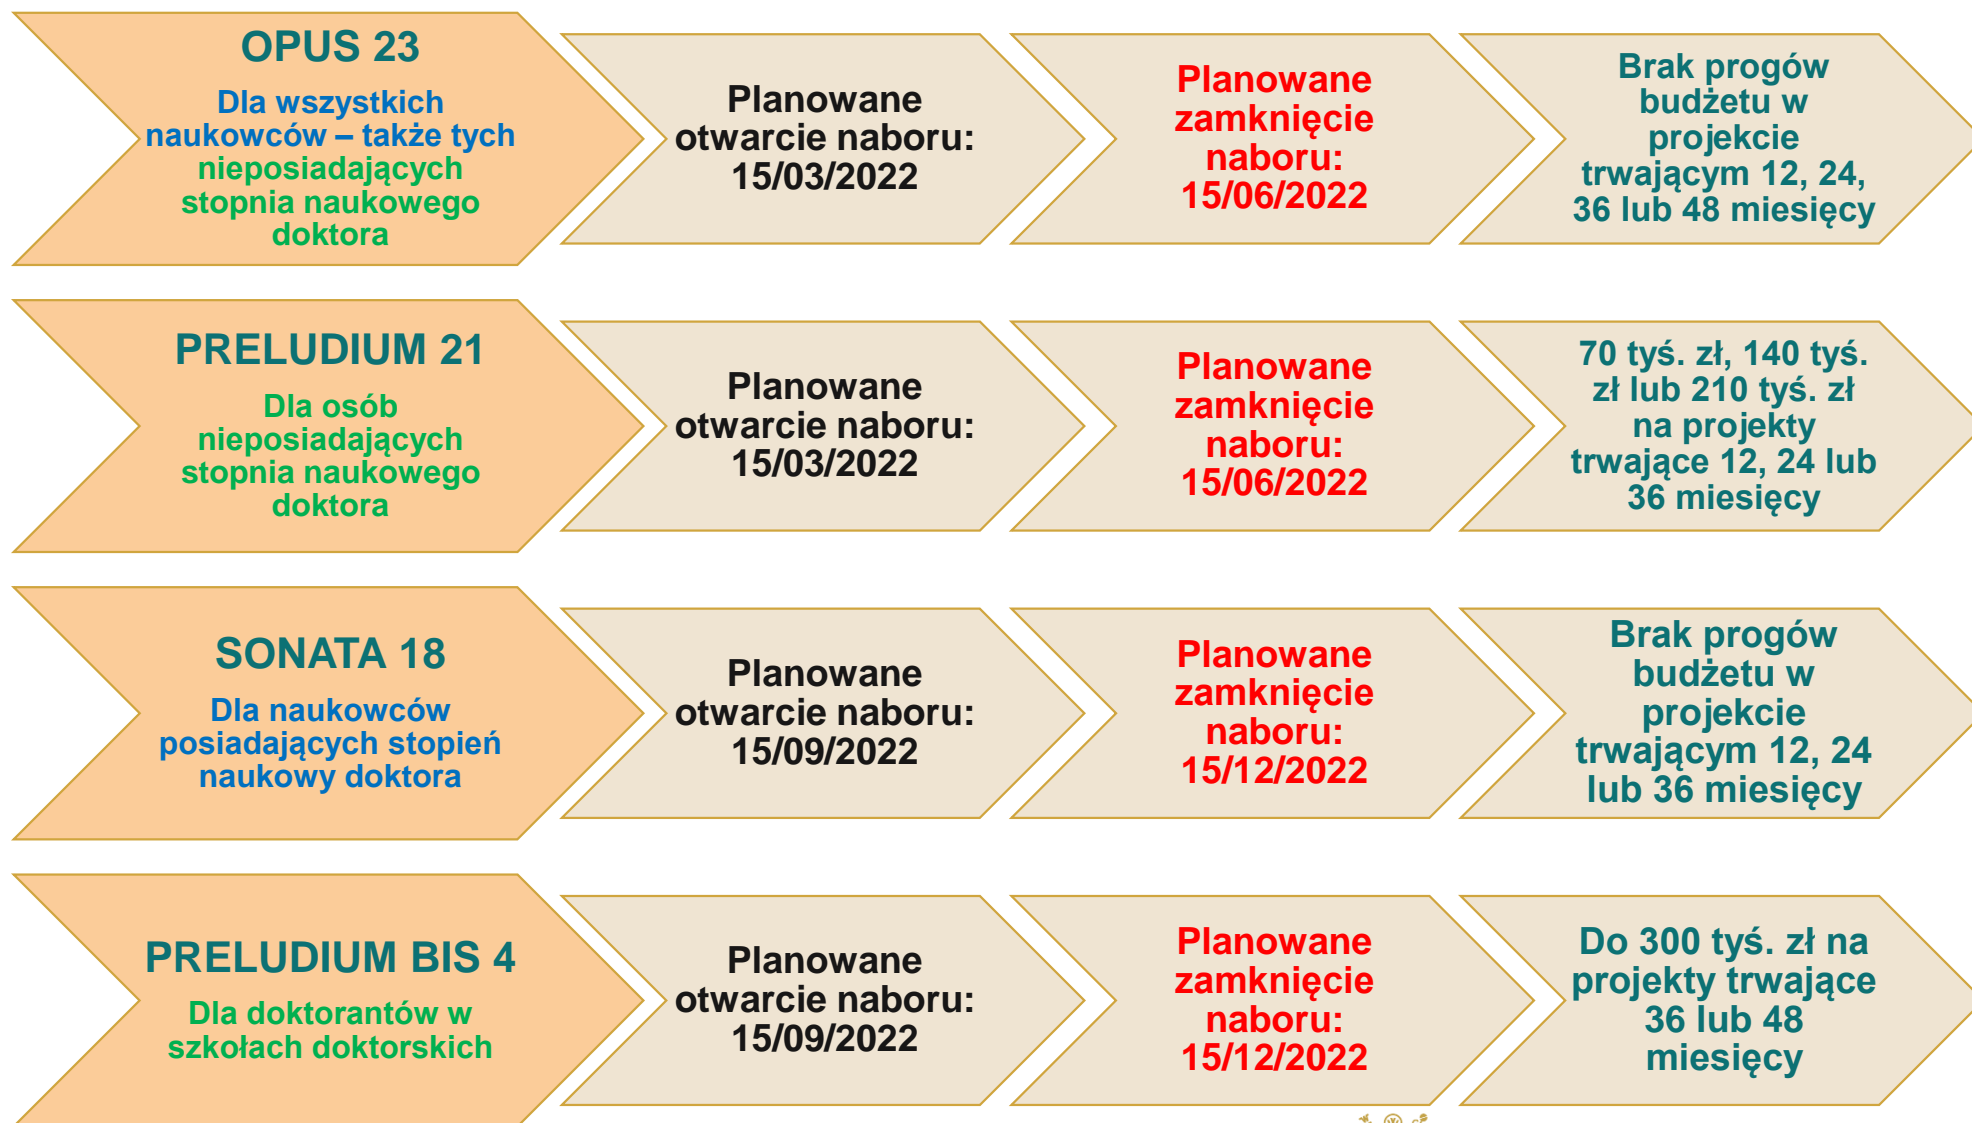 OPUS 23
Dla wszystkich
naukowców – także tych
nieposiadających
stopnia naukowego
doktora
Planowane
otwarcie naboru:
15/03/2022
Planowane
zamknięcie
naboru:
15/06/2022
Brak progów
budżetu w
projekcie
trwającym 12, 24,
36 lub 48 miesięcy
PRELUDIUM 21
Dla osób
nieposiadających
stopnia naukowego
doktora
Planowane
otwarcie naboru:
15/03/2022
Planowane
zamknięcie
naboru:
15/06/2022
70 tyś. zł, 140 tyś.
zł lub 210 tyś. zł
na projekty
trwające 12, 24 lub
36 miesięcy
SONATA 18
Dla naukowców
posiadających stopień
naukowy doktora
Planowane
otwarcie naboru:
15/09/2022
Planowane
zamknięcie
naboru:
15/12/2022
Brak progów
budżetu w
projekcie
trwającym 12, 24
lub 36 miesięcy
PRELUDIUM BIS 4
Dla doktorantów w
szkołach doktorskich
Planowane
otwarcie naboru:
15/09/2022
Planowane
zamknięcie
naboru:
15/12/2022
Do 300 tyś. zł na
projekty trwające
36 lub 48
miesięcy